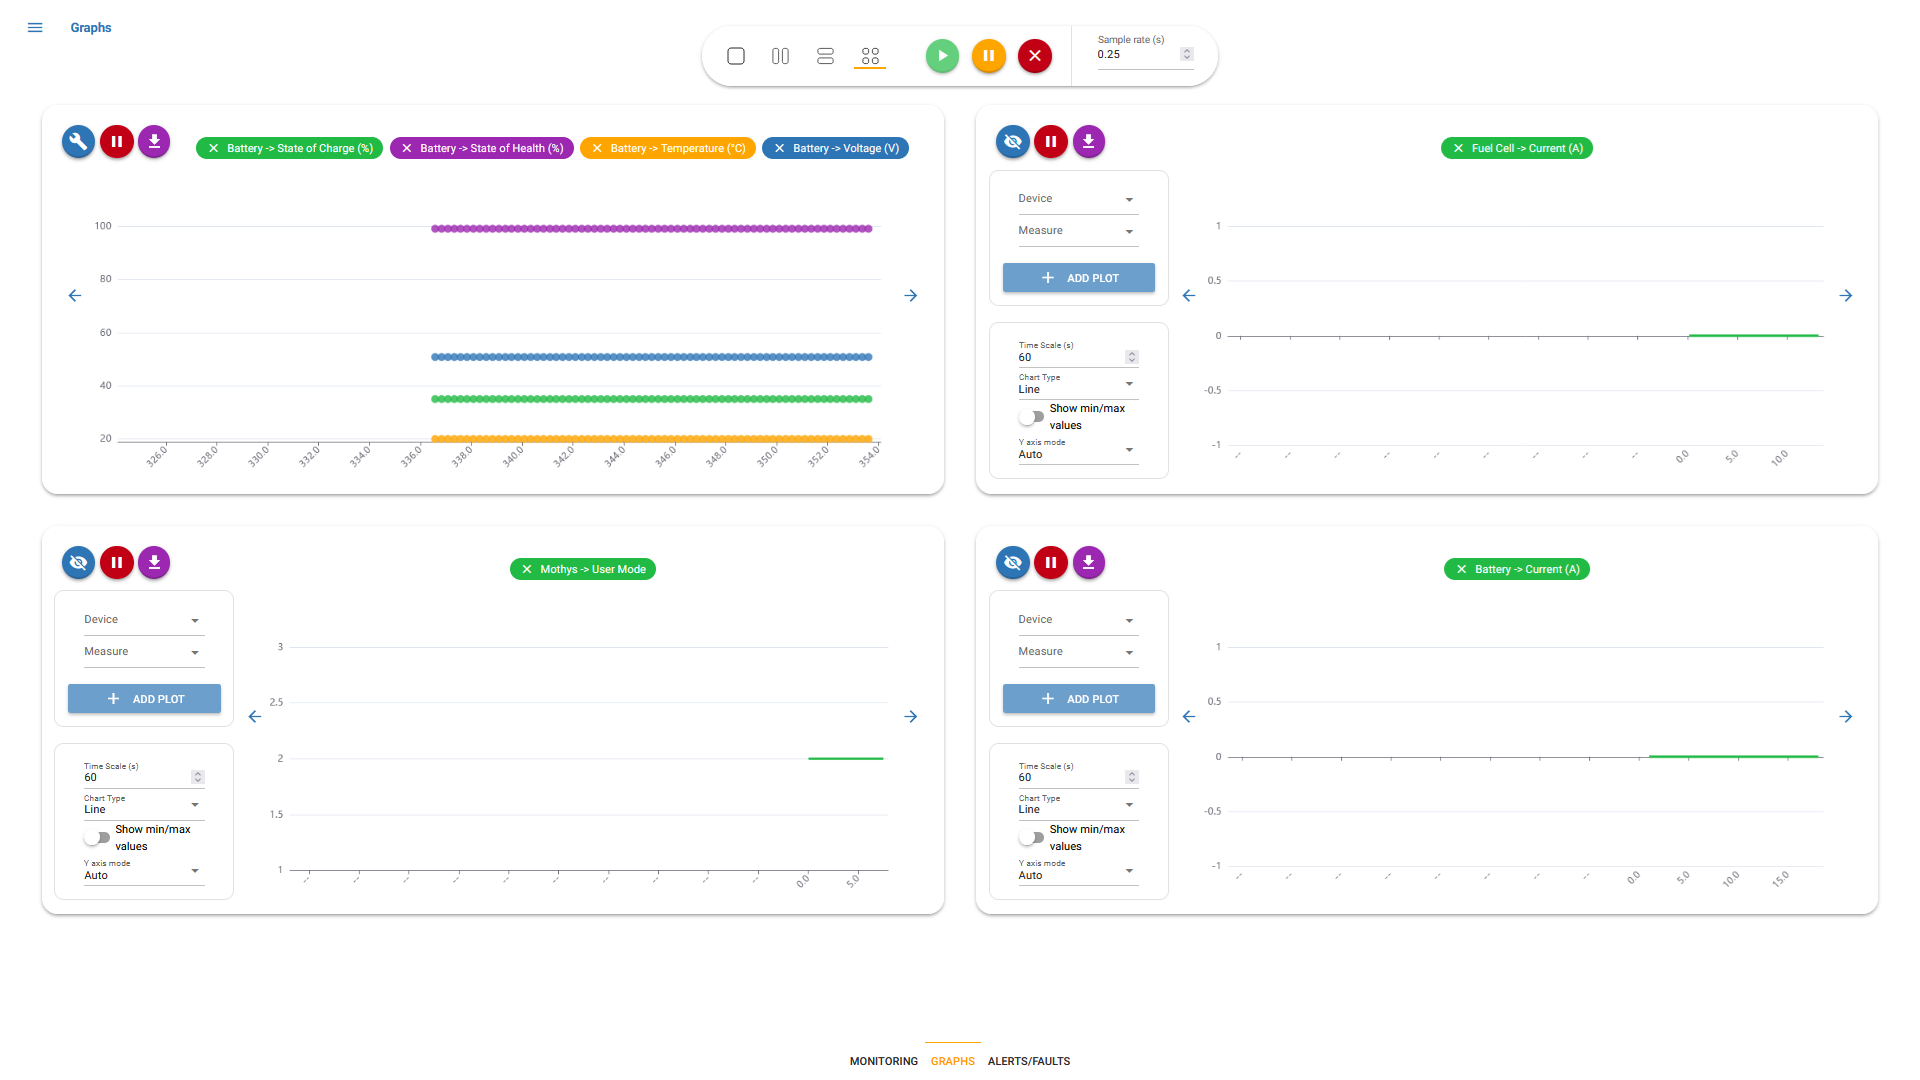 Graphs
Sample rate (s)
0.25
Battery -> State of Charge (%)
Battery -> State of Health (%)
Battery -> Temperature (°C)
Battery -> Voltage (V)
100
80
60
40
20
326.0
328.0
330.0
332.0
334.0
336.0
338.0
340.0
342.0
344.0
346.0
348.0
350.0
352.0
354.0
Fuel Cell -> Current (A)
Device
Measure
ADD PLOT
Time Scale (s)
60
Chart Type
Line
Show min/max
values
Y axis mode
Auto
1
0.5
0
-0.5
-1
--
--
--
--
--
--
--
--
--
0.0
5.0
10.0
Mothys -> User Mode
Device
Measure
ADD PLOT
Time Scale (s)
60
Chart Type
Line
Show min/max
values
Y axis mode
Auto
3
2.5
2
1.5
1
--
--
--
--
--
--
--
--
--
--
0.0
5.0
Battery -> Current (A)
Device
Measure
ADD PLOT
Time Scale (s)
60
Chart Type
Line
Show min/max
values
Y axis mode
Auto
1
0.5
0
-0.5
-1
--
--
--
--
--
--
--
--
0.0
5.0
10.0
15.0
MONITORING
GRAPHS
ALERTS/FAULTS